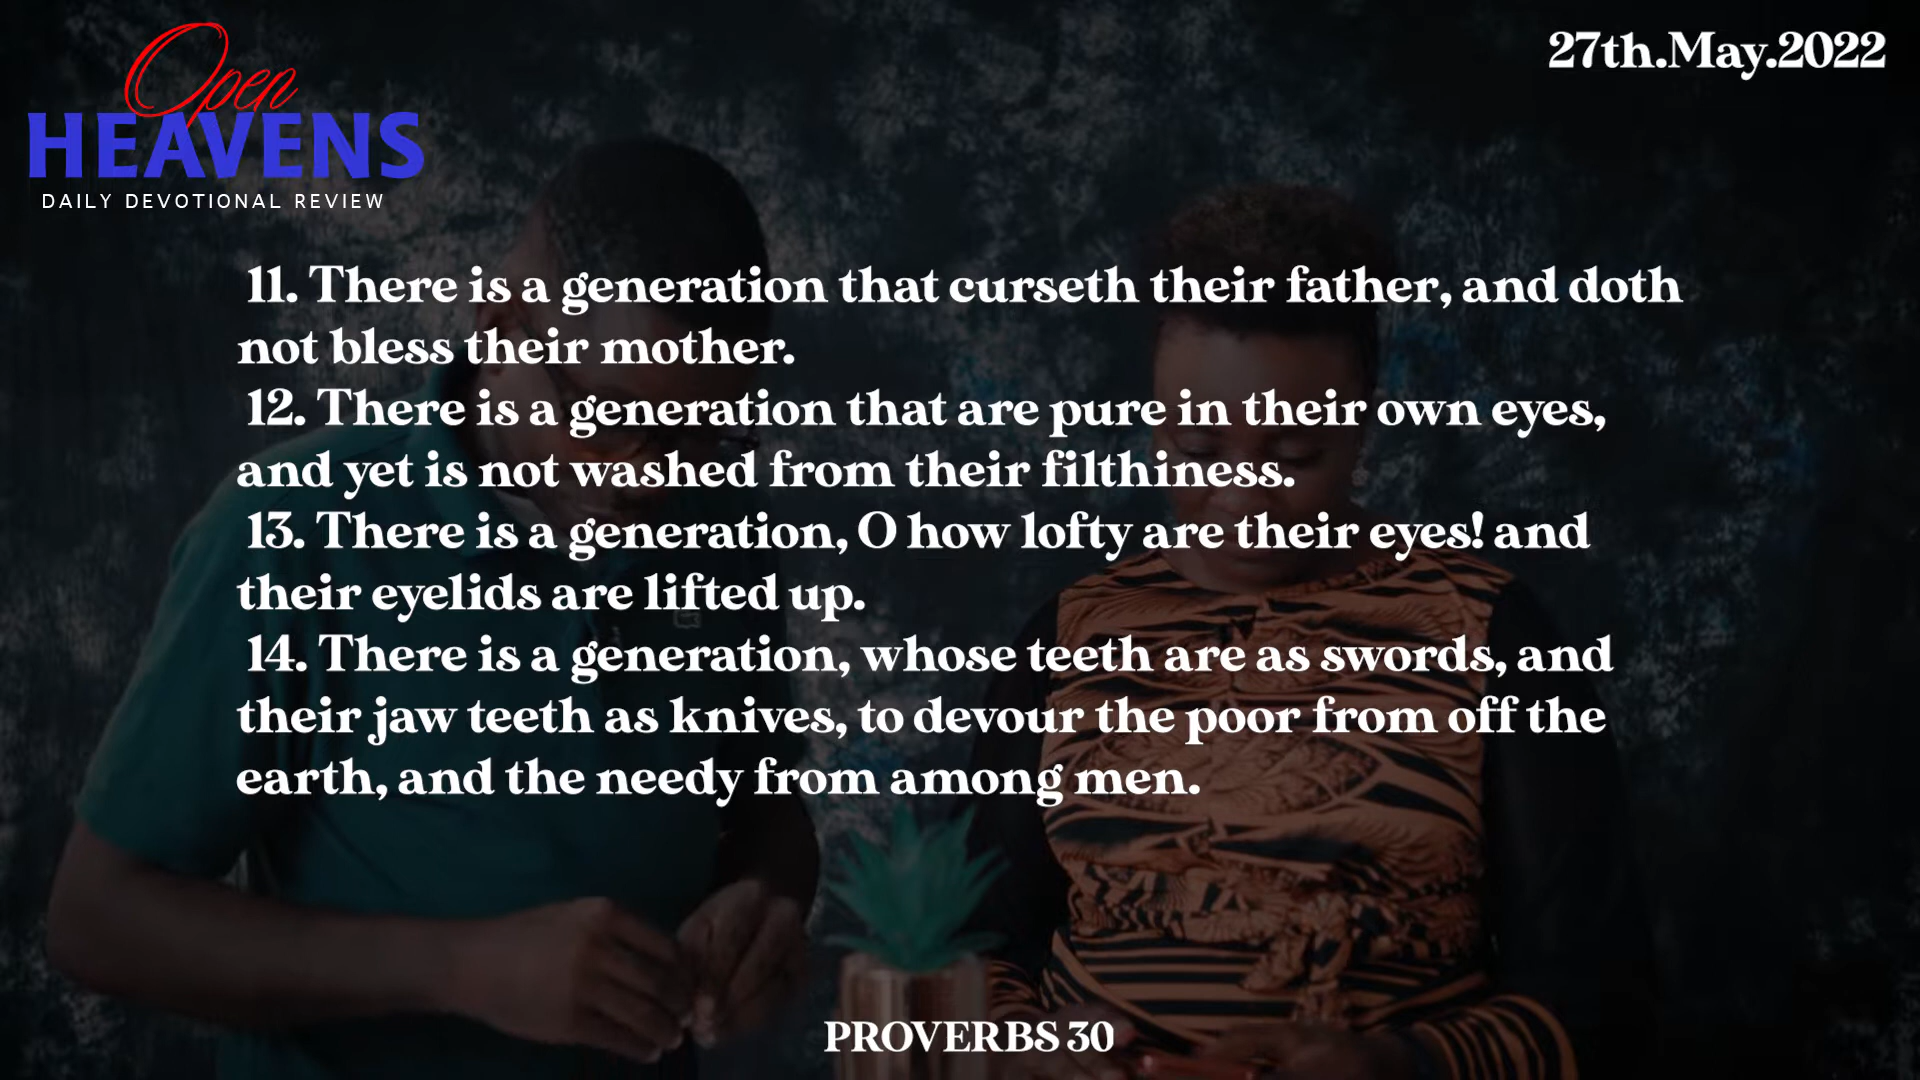 Open
HEAVENS
DAILY DEVOTIONAL REVIEW
27th.May.2022
11. There is a generation that curseth their father, and doth
not bless their mother.
12. There is a generation that are pure in their own eyes,
and yet is not washed from their filthiness.
13. There is a generation, O how lofty are their eyes! and
their eyelids are lifted up.
14. There is a generation, whose teeth are as swords, and
their jaw teeth as knives, to devour the poor from off the
earth, and the needy from among men.
PROVERBS 30